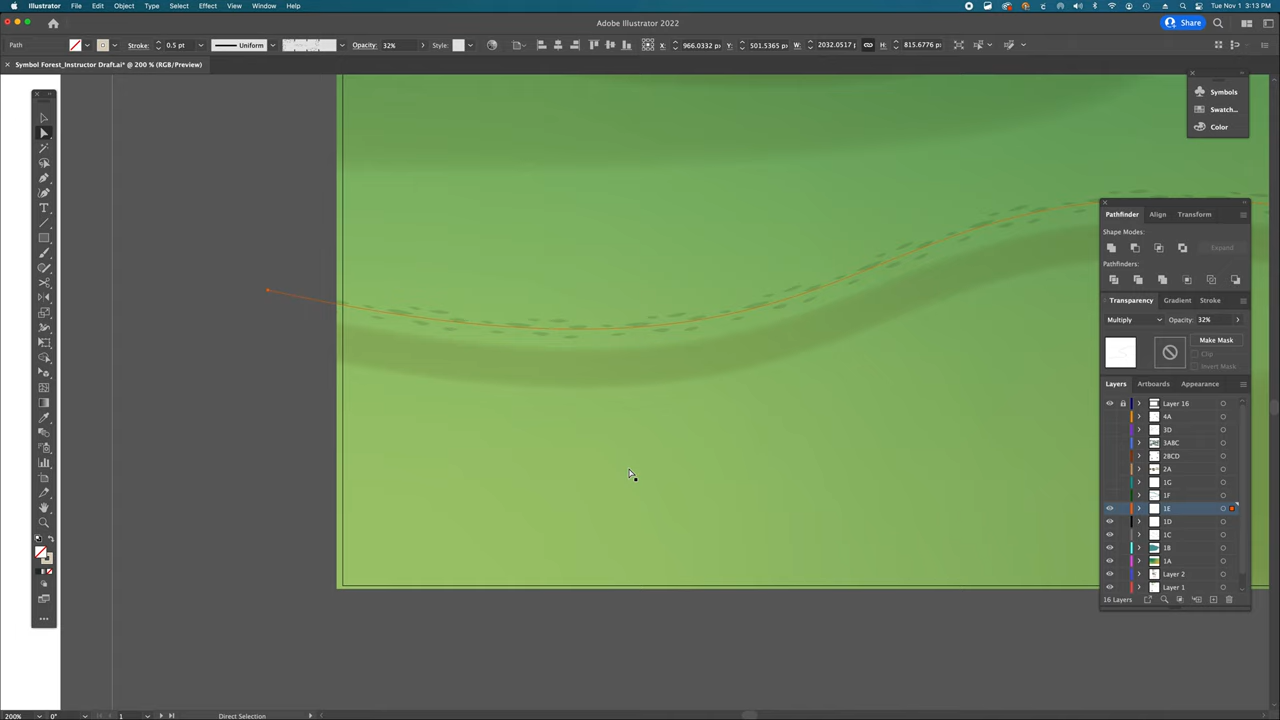 Illustrator File Edit Object Type Select Effect View Window Help Tue Nov 1 3:13 PM
Adobe Illustrator 2022 Share
Path Stroke: 0.5 pt Uniform Opacity: 32% Style: X: 966.0332 p Y: 501.5365 p W: 2032.0517 p H: 815.6776 p
Symbol Forest_Instructor Draft.ai* @ 200 % (RGB/Preview)
Symbols
Swatch...
Color
Pathfinder Align Transform
Shape Modes:
Expand
Pathfinders:
Transparency Gradient Stroke
Multiply Opacity: 32%
Make Mask
Clip
Invert Mask
Layers Artboards Appearance
Layer 16
4A
3D
3ABC
2BCD
2A
1G
1F
1E
1D
1C
1B
1A
Layer 2
Layer 1
16 Layers
200% 0° 1 Direct Selection